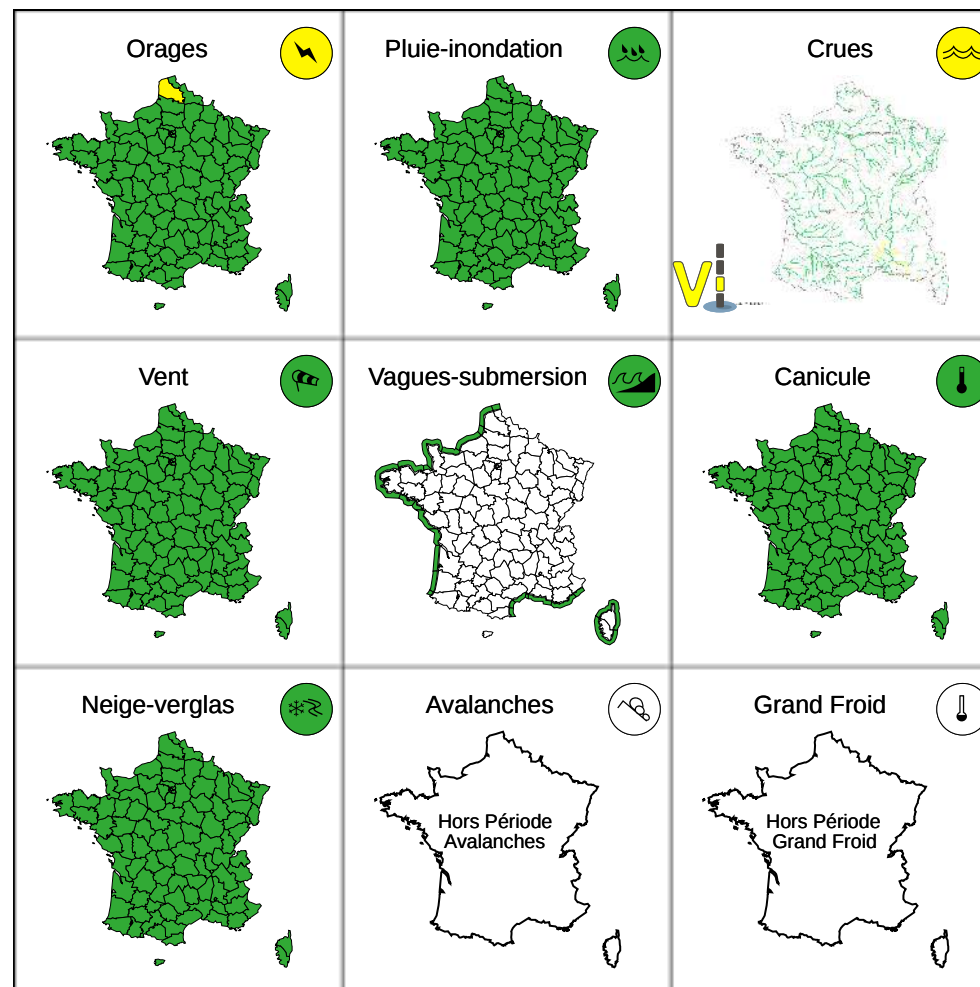 Orages
Pluie-inondation
Crues
Vi
Vent
Vagues-submersion
Canicule
Neige-verglas
Avalanches
Grand Froid
Hors Période
Avalanches
Hors Période
Grand Froid